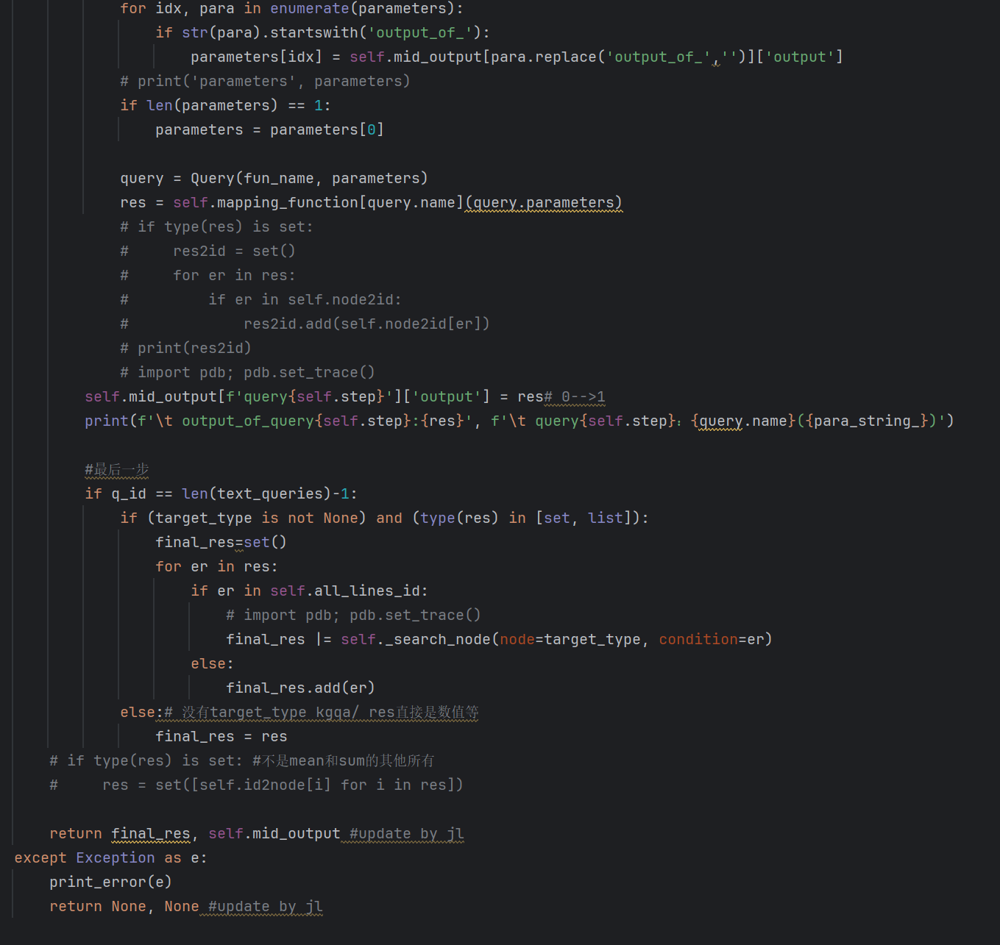 for idx, para in enumerate(parameters):
if str(para).startswith('output_of_'):
parameters[idx] = self.mid_output[para.replace('output_of_','')]['output']
# print('parameters', parameters)
if len(parameters) == 1:
parameters = parameters[0]
query = Query(fun_name, parameters)
res = self.mapping_function[query.name](query.parameters)
# if type(res) is set:
#     res2id = set()
#     for er in res:
#         if er in self.node2id:
#             res2id.add(self.node2id[er])
# print(res2id)
# import pdb; pdb.set_trace()
self.mid_output[f'query{self.step}']['output'] = res# 0-->1
print(f'\t output_of_query{self.step}:{res}', f'\t query{self.step}：{query.name}({para_string_})')
#最后一步
if q_id == len(text_queries)-1:
if (target_type is not None) and (type(res) in [set, list]):
final_res=set()
for er in res:
if er in self.all_lines_id:
# import pdb; pdb.set_trace()
final_res |= self._search_node(node=target_type, condition=er)
else:
final_res.add(er)
else:# 没有target_type kgqa/ res直接是数值等
final_res = res
# if type(res) is set: #不是mean和sum的其他所有
#     res = set([self.id2node[i] for i in res])
return final_res, self.mid_output #update by jl
except Exception as e:
print_error(e)
return None, None #update by jl